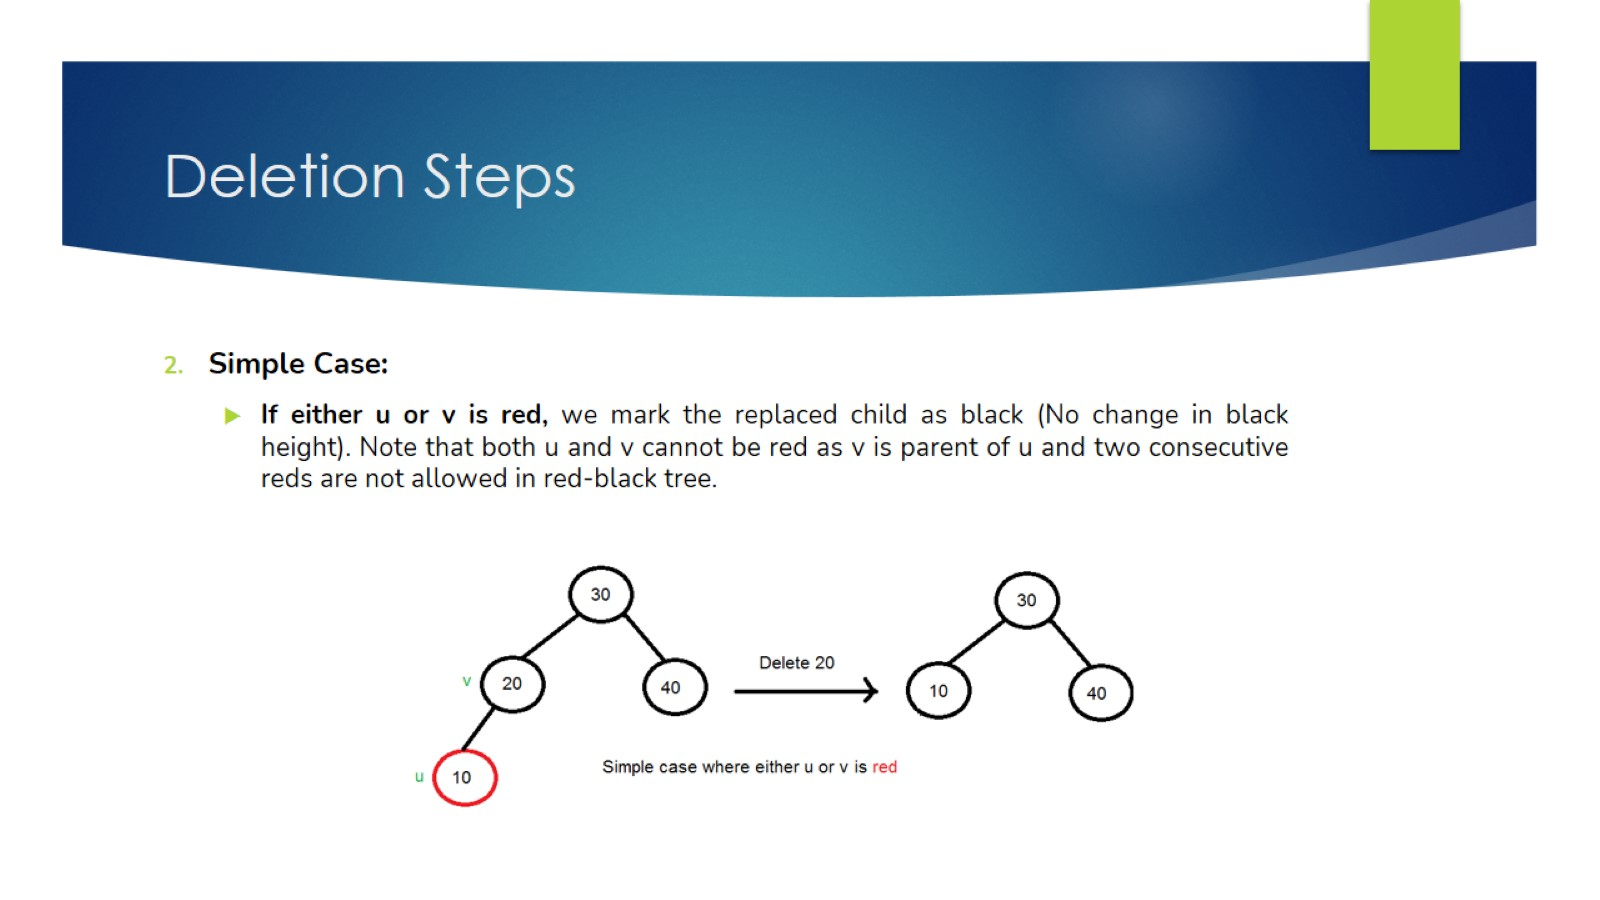 Deletion Steps
2. Simple Case:
If either u or v is red, we mark the replaced child as black (No change in black
height). Note that both u and v cannot be red as v is parent of u and two consecutive
reds are not allowed in red-black tree.
30
30
Delete 20
v 20
40
10
40
Simple case where either u or v is red
u 10